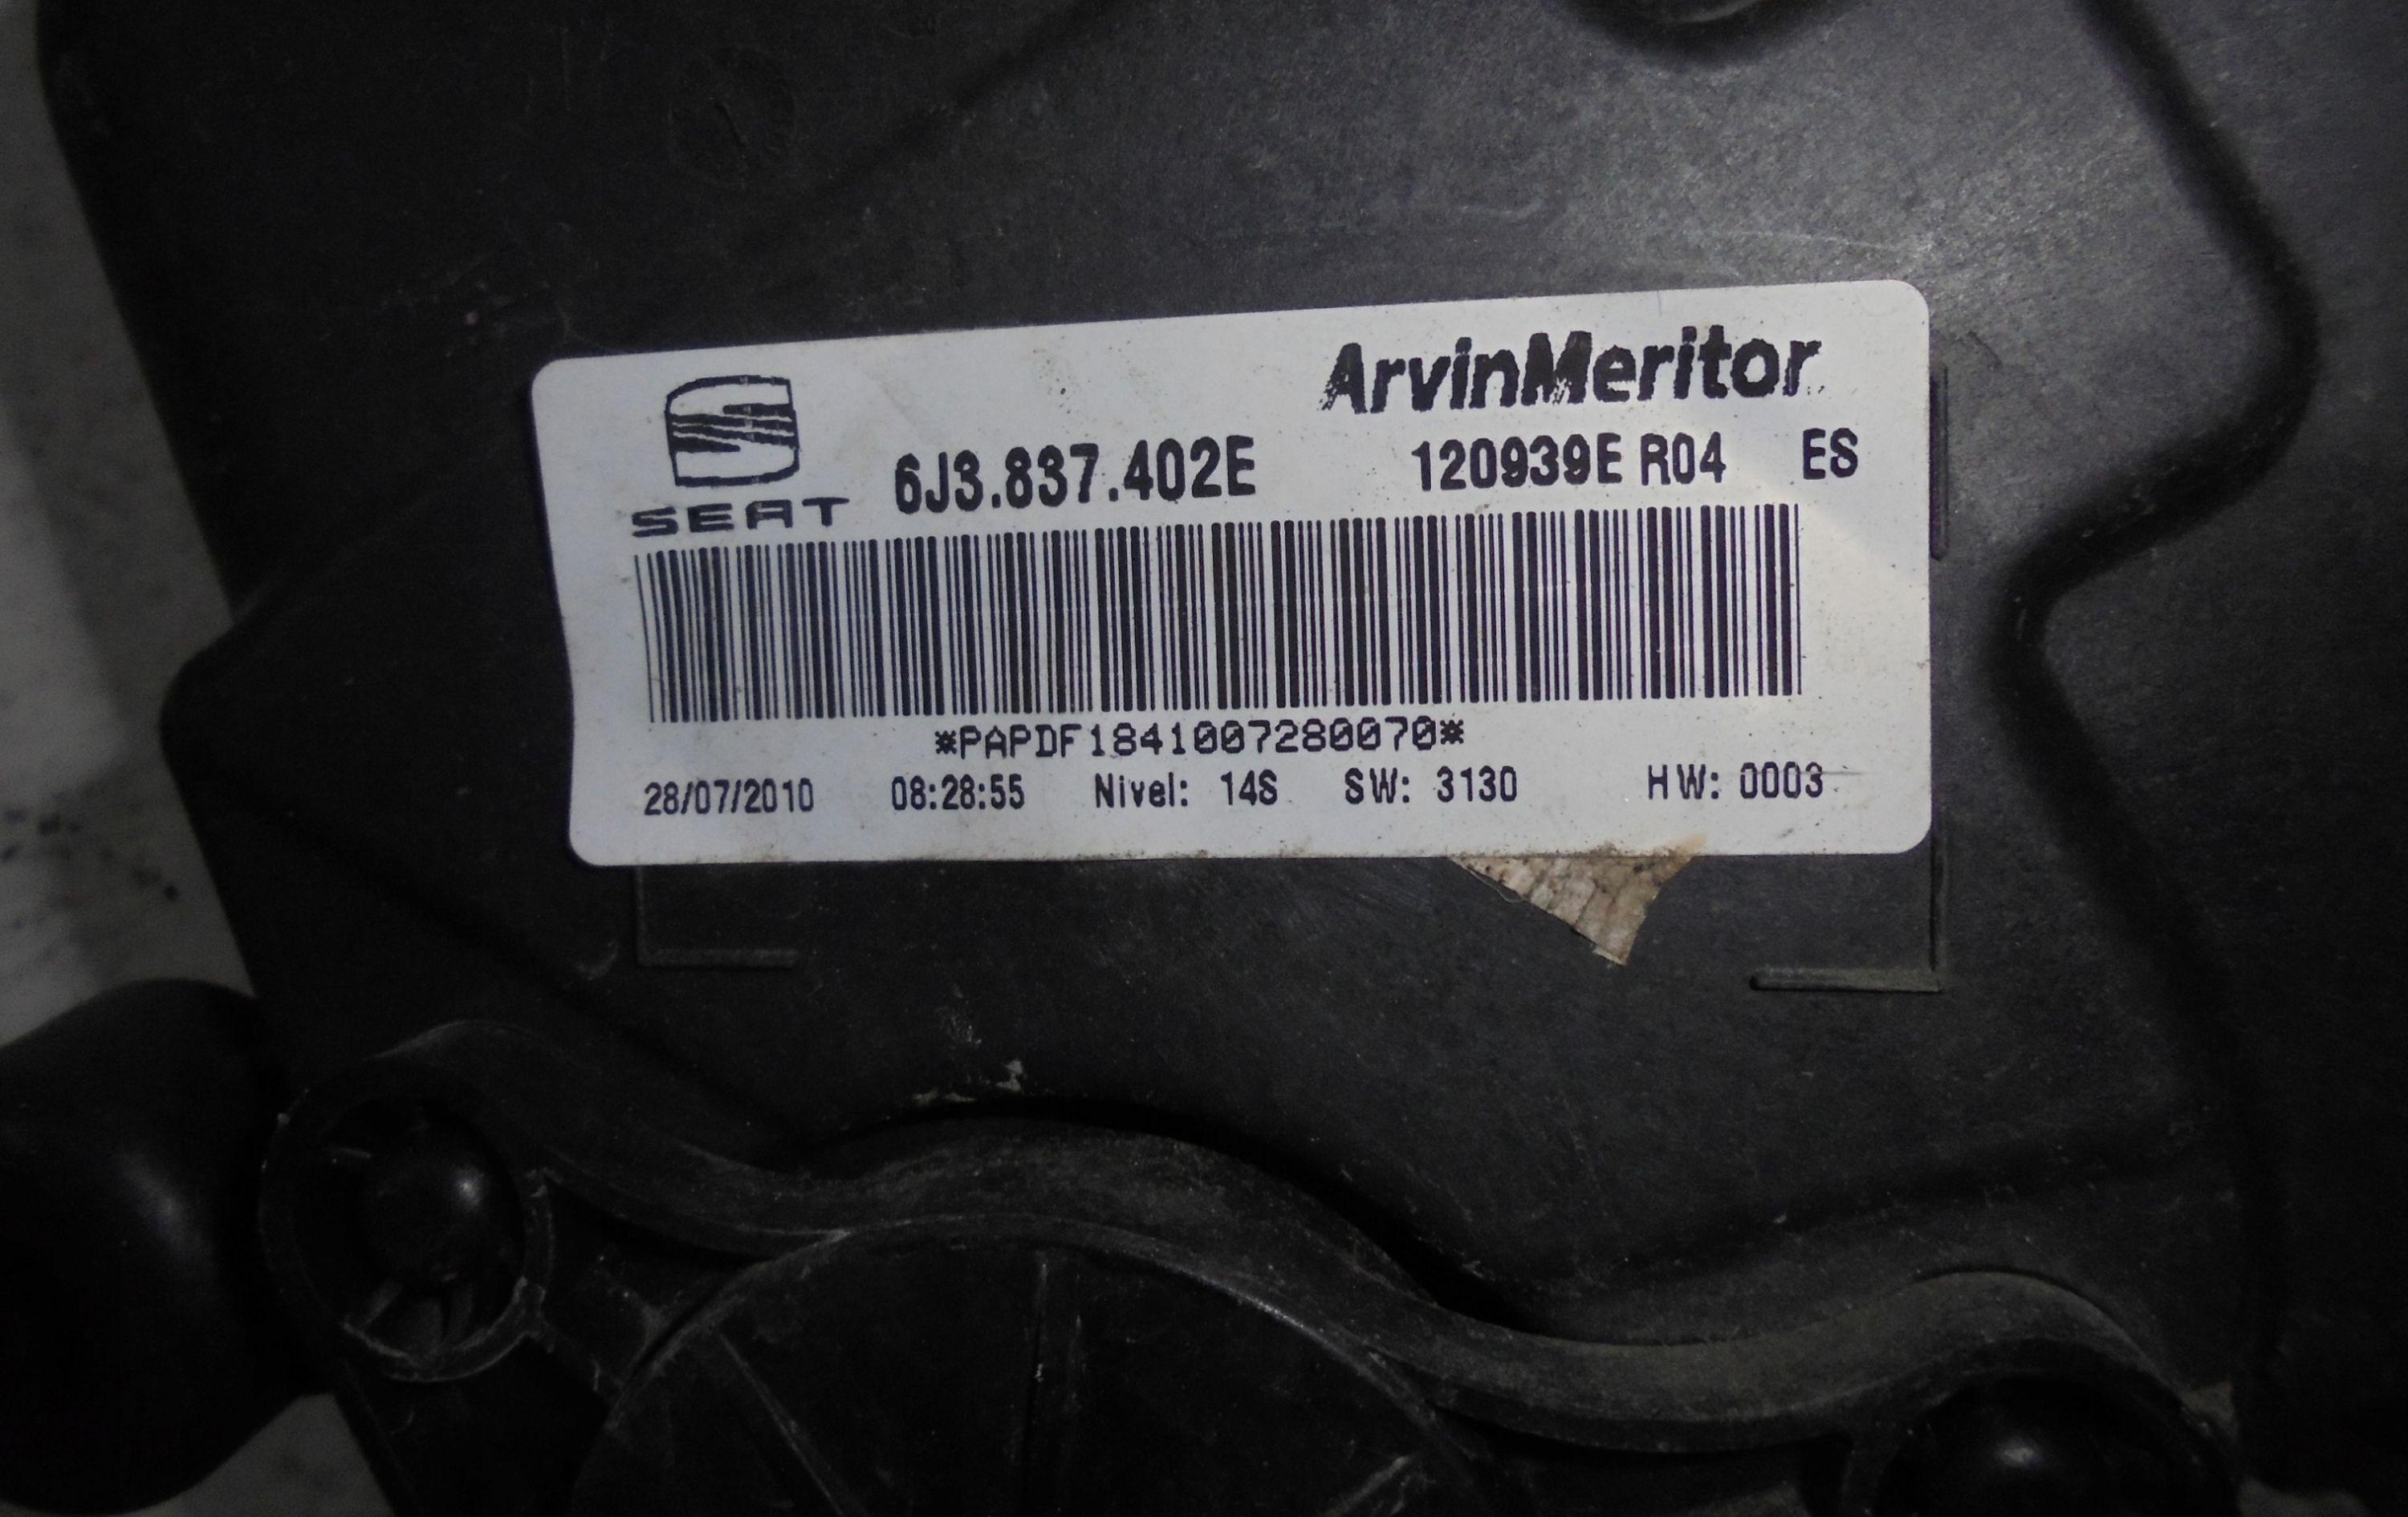 ArvinMeritor
SEAT
6J3.837.402E 120939E R04 ES
*PAPDF1841007280070*
28/07/2010 08:28:55 Nivel: 14S SW: 3130 HW: 0003